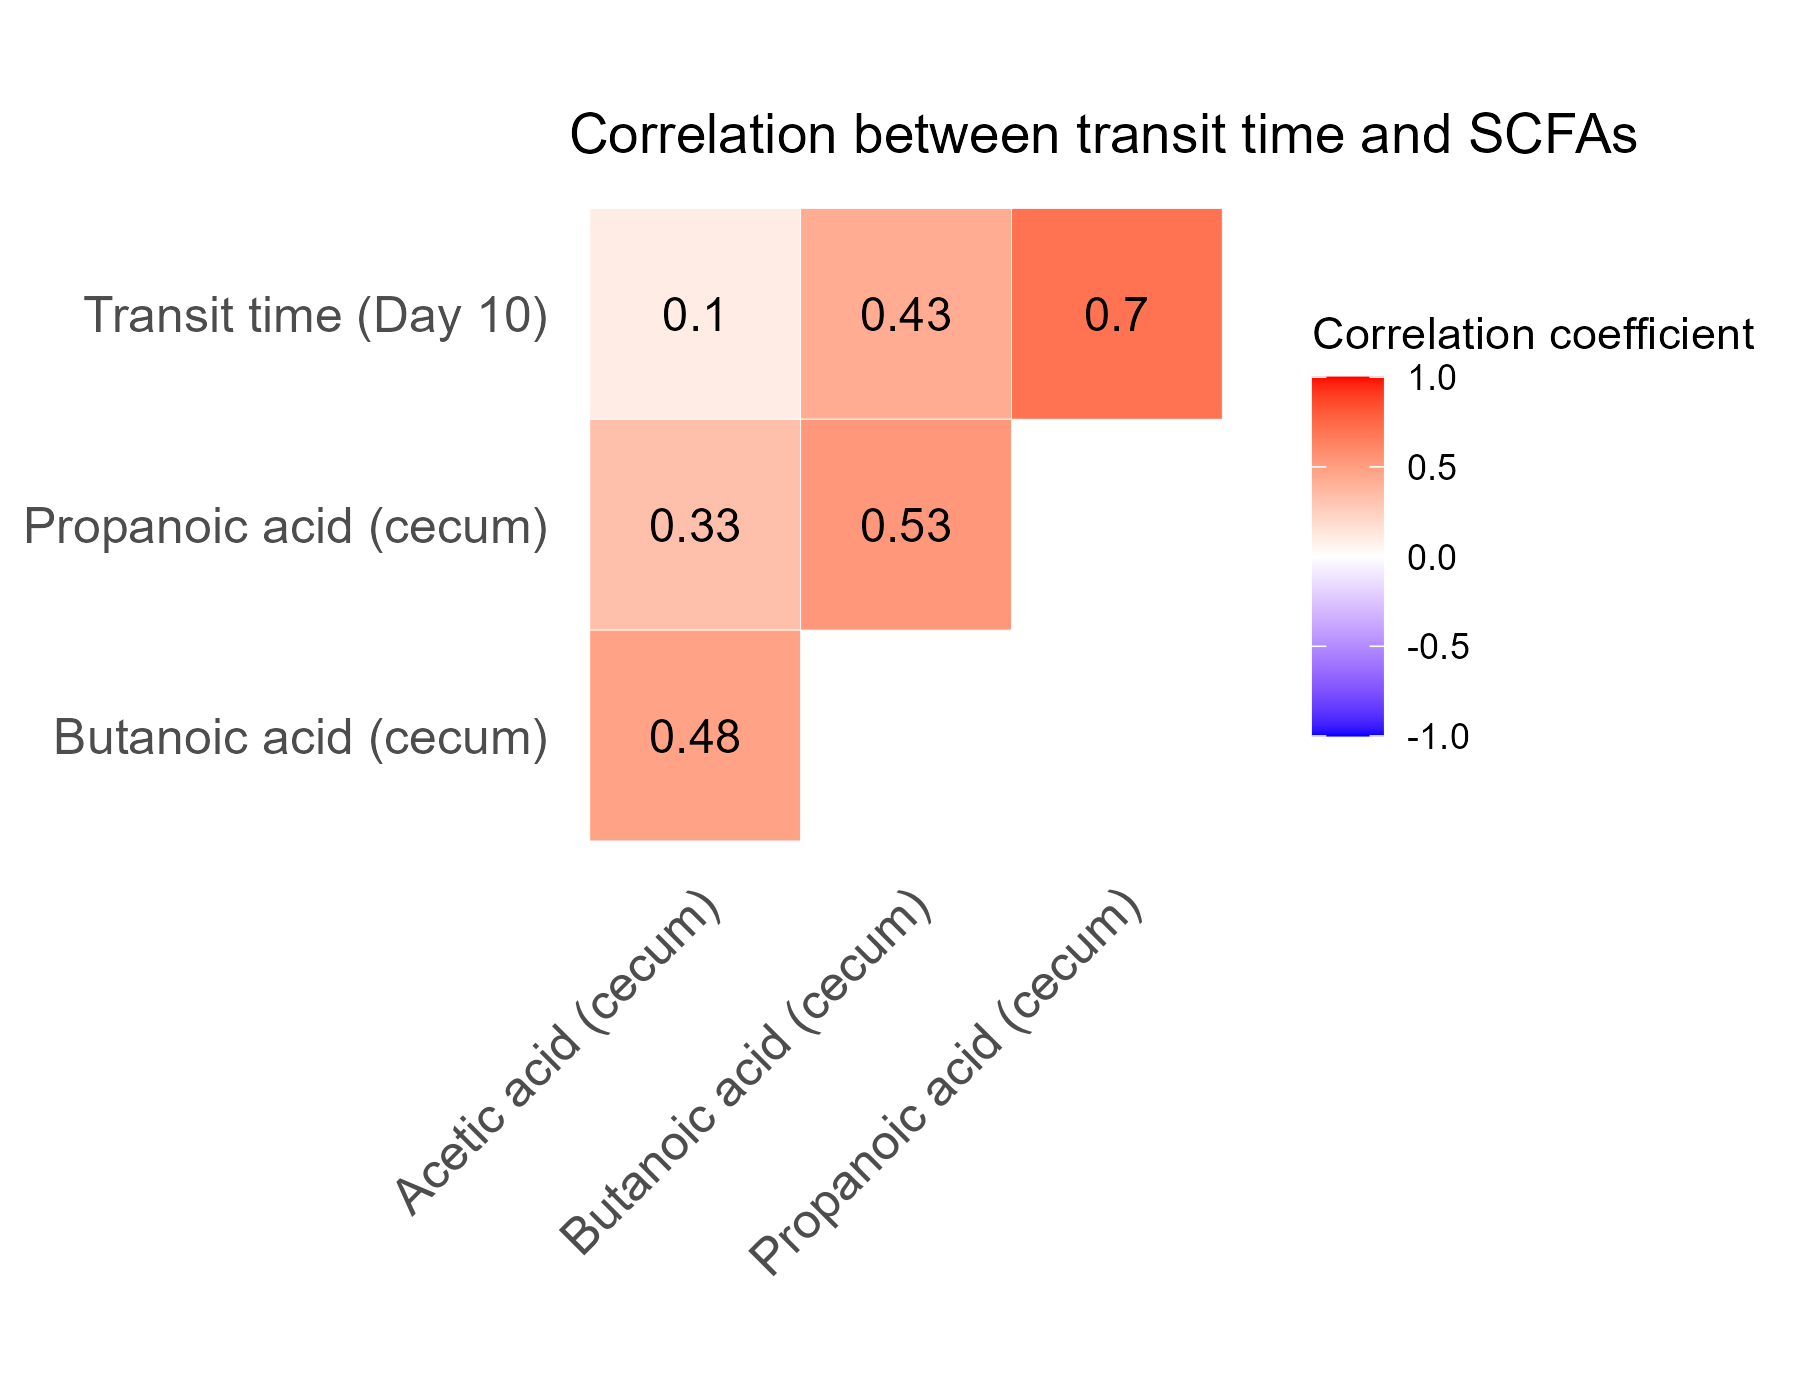 Correlation between transit time and SCFAs
Transit time (Day 10)
0.1
0.43
0.7
Propanoic acid (cecum)
0.33
0.53
Butanoic acid (cecum)
0.48
Acetic acid (cecum)
Butanoic acid (cecum)
Propanoic acid (cecum)
Correlation coefficient
1.0
0.5
0.0
-0.5
-1.0